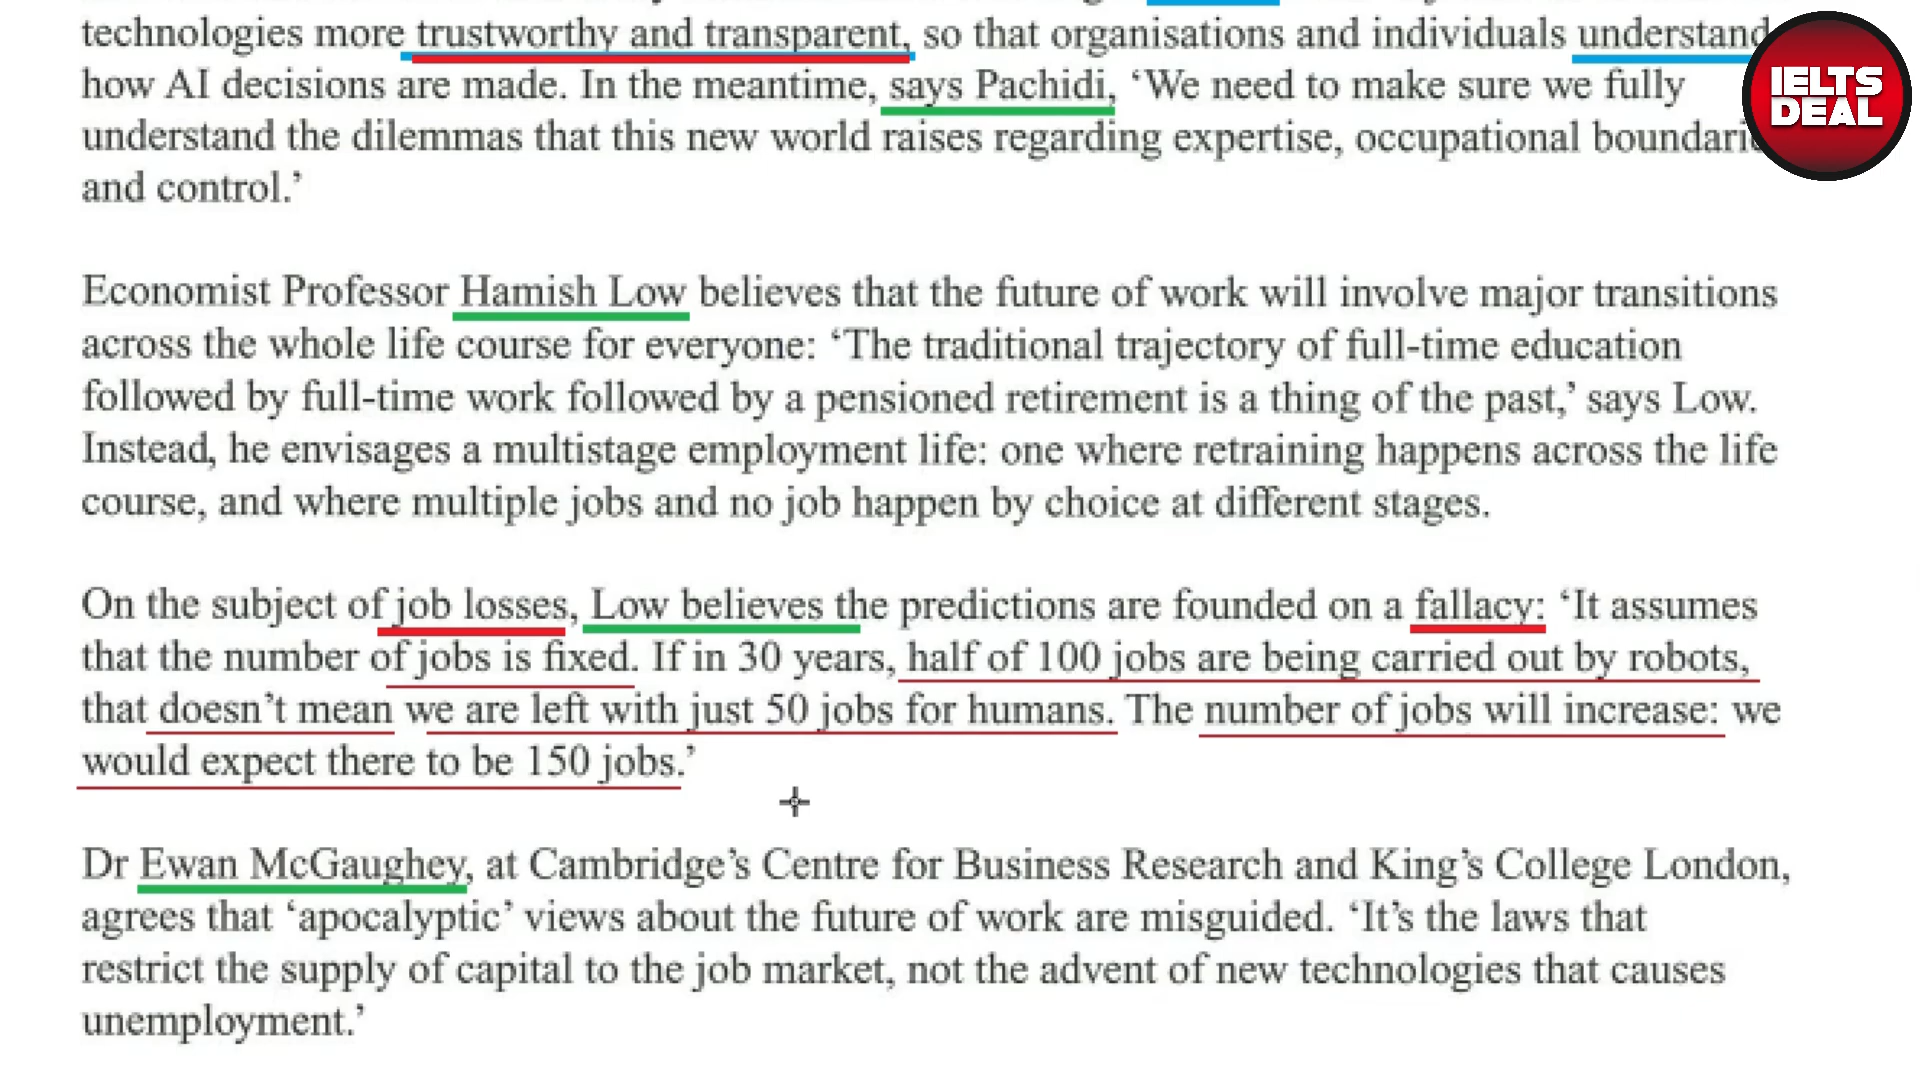 technologies more trustworthy and transparent, so that organisations and individuals understand
how AI decisions are made. In the meantime, says Pachidi, ‘We need to make sure we fully
understand the dilemmas that this new world raises regarding expertise, occupational
and control.’
Economist Professor Hamish Low believes that the future of work will involve major transitions
across the whole life course for everyone: ‘The traditional trajectory of full-time education
followed by full-time work followed by a pensioned retirement is a thing of the past,’ says Low.
Instead, he envisages a multistage employment life: one where retraining happens across the life
course, and where multiple jobs and no job happen by choice at different stages.
On the subject of job losses, Low believes the predictions are founded on a fallacy: ‘It assumes
that the number of jobs is fixed. If in 30 years, half of 100 jobs are being carried out by robots,
that doesn’t mean we are left with just 50 jobs for humans. The number of jobs will increase: we
would expect there to be 150 jobs.’
Dr Ewan McGaughey, at Cambridge’s Centre for Business Research and King’s College London,
agrees that ‘apocalyptic’ views about the future of work are misguided. ‘It’s the laws that
restrict the supply of capital to the job market, not the advent of new technologies that causes
unemployment.’
IELTS
DEAL